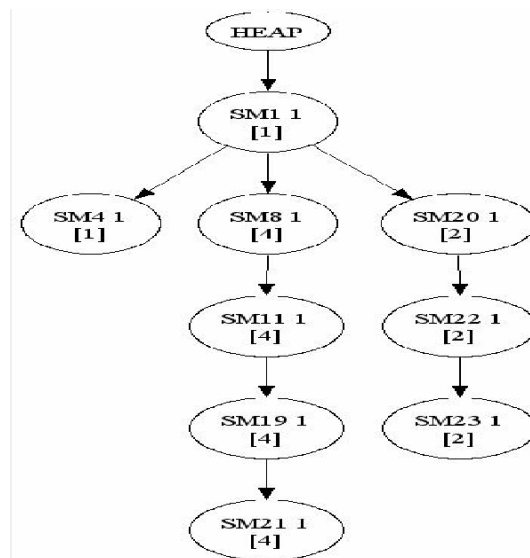 HEAP
SM1 1
[1]
SM4 1
[1]
SM8 1
[4]
SM20 1
[2]
SM11 1
[4]
SM22 1
[2]
SM19 1
[4]
SM23 1
[2]
SM21 1
[4]